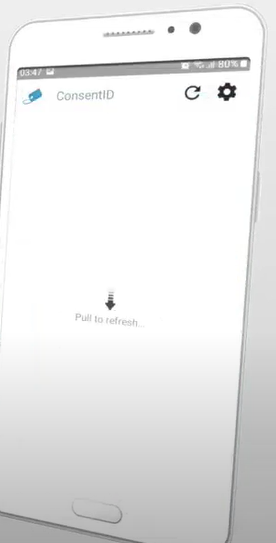 03:47 80%
ConsentID
Pull to refresh...